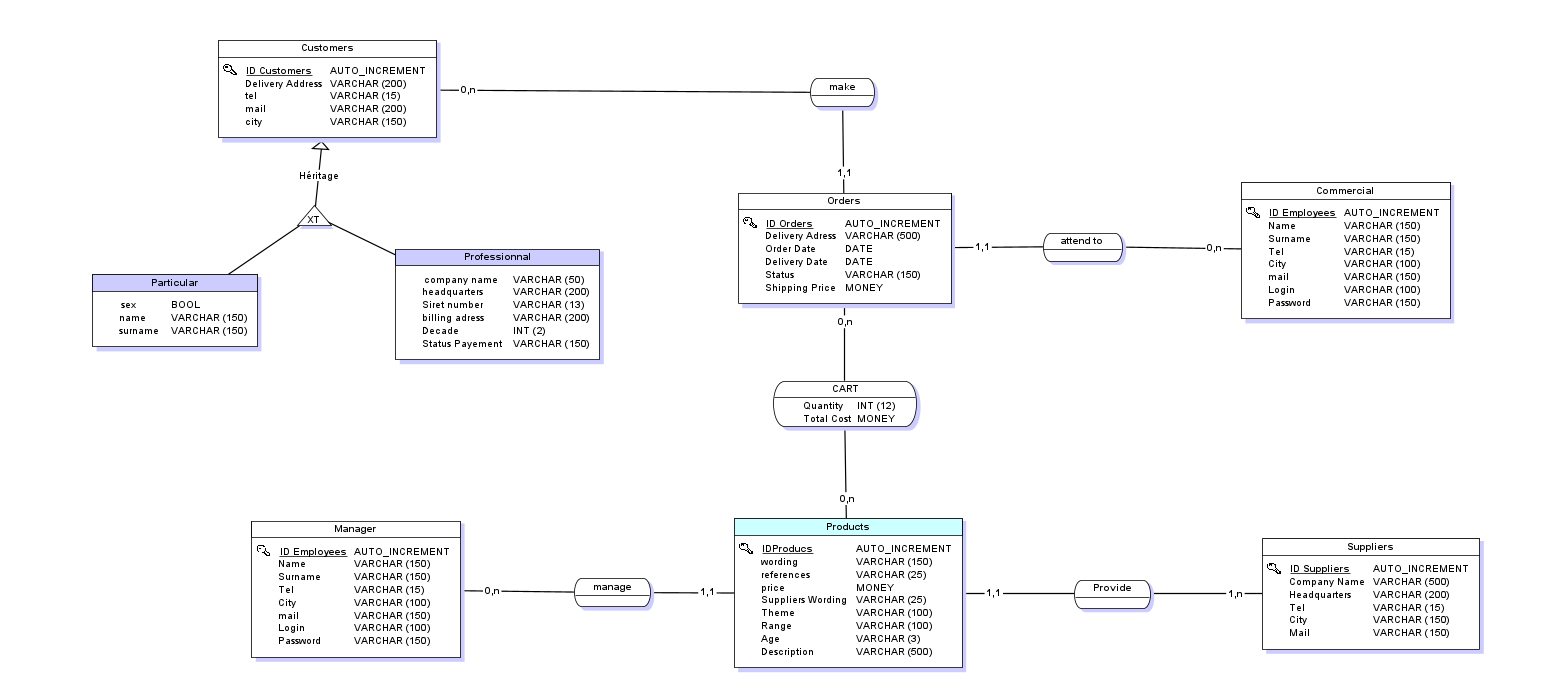 Customers
ID Customers AUTO_INCREMENT
Delivery Address VARCHAR (200)
tel VARCHAR (15)
mail VARCHAR (200)
city VARCHAR (150)
0,n
make
1,1
Héritage
XT
Particular
sex BOOL
name VARCHAR (150)
surname VARCHAR (150)
Professionnal
company name VARCHAR (50)
headquarters VARCHAR (200)
Siret number VARCHAR (13)
billing adress VARCHAR (200)
Decade INT (2)
Status Payement VARCHAR (150)
Orders
ID Orders AUTO_INCREMENT
Delivery Adress VARCHAR (500)
Order Date DATE
Delivery Date DATE
Status VARCHAR (150)
Shipping Price MONEY
1,1
attend to
0,n
Commercial
ID Employees AUTO_INCREMENT
Name VARCHAR (150)
Surname VARCHAR (150)
Tel VARCHAR (15)
City VARCHAR (100)
mail VARCHAR (150)
Login VARCHAR (100)
Password VARCHAR (150)
0,n
CART
Quantity INT (12)
Total Cost MONEY
0,n
Manager
ID Employees AUTO_INCREMENT
Name VARCHAR (150)
Surname VARCHAR (150)
Tel VARCHAR (15)
City VARCHAR (100)
mail VARCHAR (150)
Login VARCHAR (100)
Password VARCHAR (150)
0,n
manage
1,1
Products
IDProducs AUTO_INCREMENT
wording VARCHAR (150)
references VARCHAR (25)
price MONEY
Suppliers Wording VARCHAR (25)
Theme VARCHAR (100)
Range VARCHAR (100)
Age VARCHAR (3)
Description VARCHAR (500)
1,1
Provide
1,n
Suppliers
ID Suppliers AUTO_INCREMENT
Company Name VARCHAR (500)
Headquarters VARCHAR (200)
Tel VARCHAR (15)
City VARCHAR (150)
Mail VARCHAR (150)